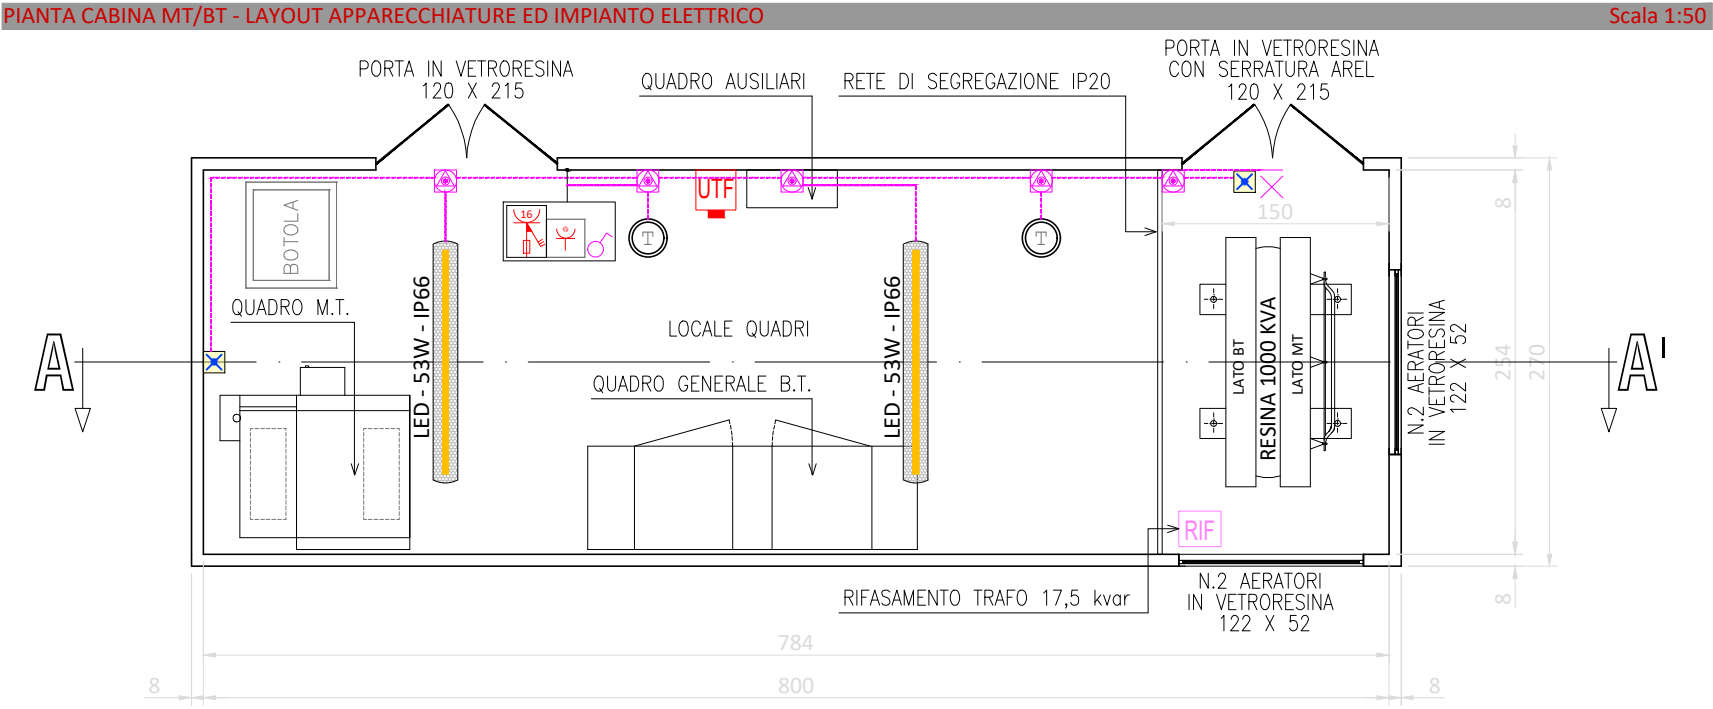 PIANTA CABINA MT/BT - LAYOUT APPARECCHIATURE ED IMPIANTO ELETTRICO
Scala 1:50
PORTA IN VETRORESINA
120 X 215
QUADRO AUSILIARI
RETE DI SEGREGAZIONE IP20
PORTA IN VETRORESINA
CON SERRATURA AREL
120 X 215
UTF
16
BOTOLA
T
T
150
8
QUADRO M.T.
LED - 53W - IP66
LOCALE QUADRI
LED - 53W - IP66
QUADRO GENERALE B.T.
LATO BT
RESINA 1000 KVA
LATO MT
N.2 AERATORI
IN VETRORESINA
122 X 52
254
270
A
A'
RIF
RIFASAMENTO TRAFO 17,5 kvar
N.2 AERATORI
IN VETRORESINA
122 X 52
8
784
8
800
8